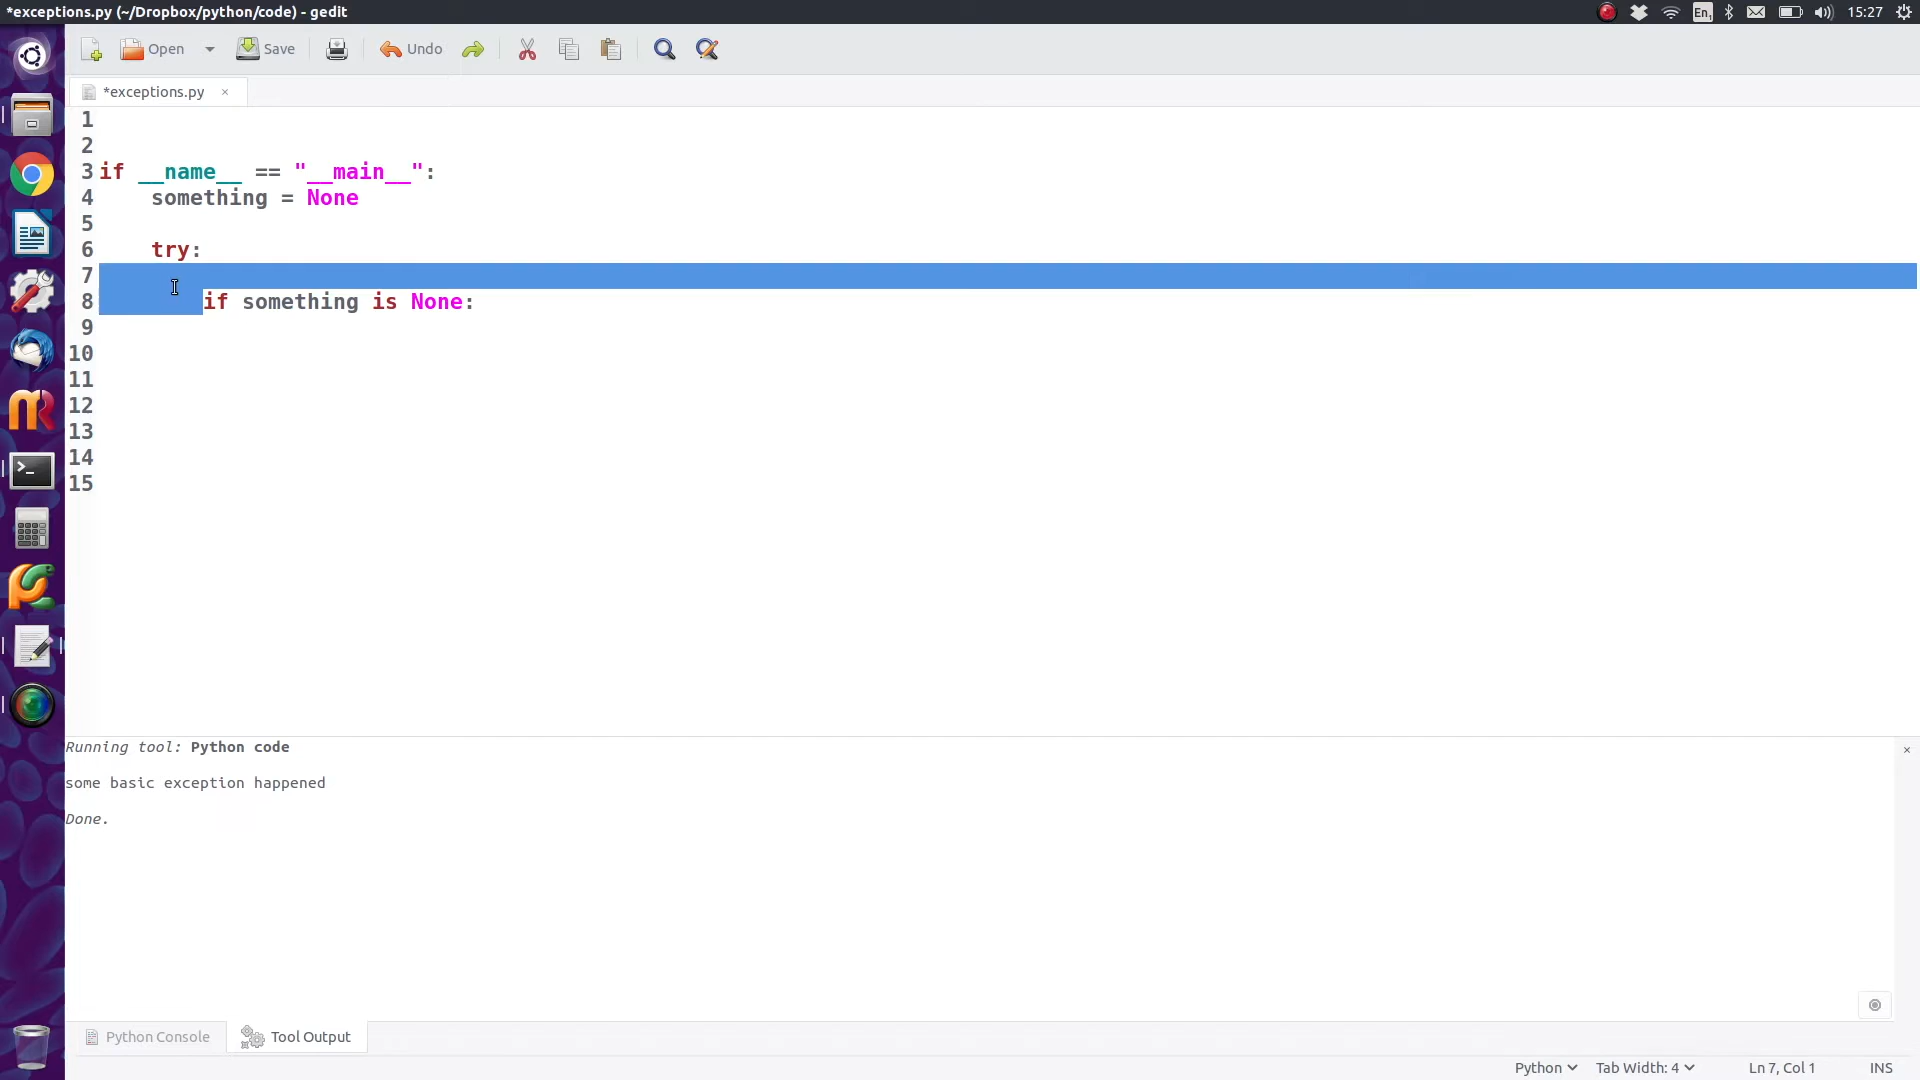 *exceptions.py (~/Dropbox/python/code) - gedit
En1
15:27
Open
Save
Undo
*exceptions.py ×
1
2
3 if __name__ == "__main__":
4     something = None
5
6     try:
7
8         if something is None:
9
10
11
12
13
14
15
Running tool: Python code
some basic exception happened
Done.
Python Console
Tool Output
Python
Tab Width: 4
Ln 7, Col 1
INS